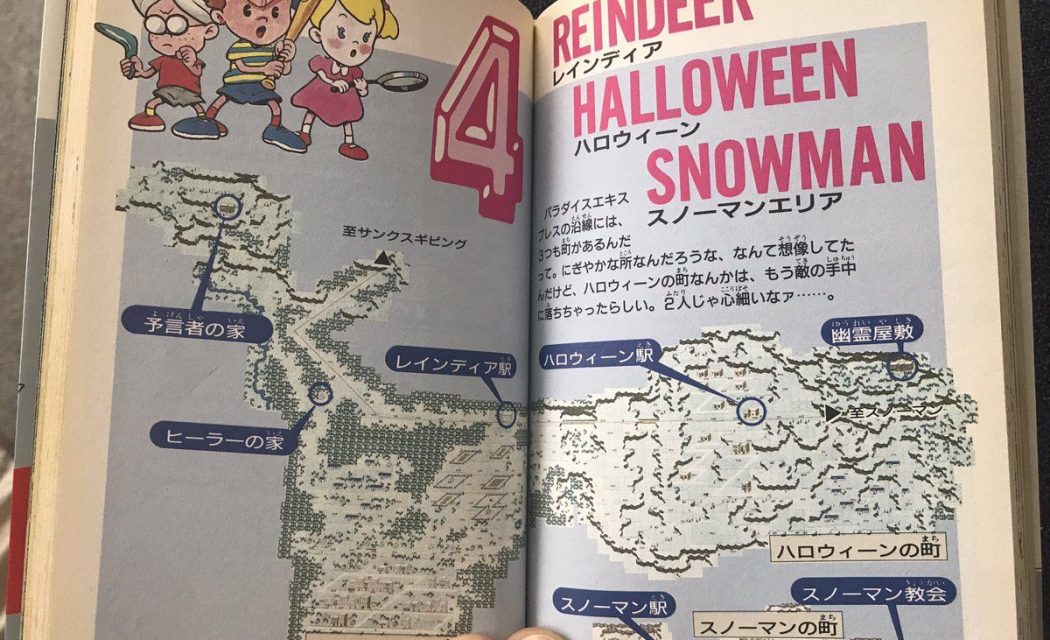 4
REINDEER
レインディア
HALLOWEEN
ハロウィーン
SNOWMAN
スノーマンエリア
パラダイスエキス
プレスの沿線には、
3つも町があるんだ
って。にぎやかな所なんだろうな、なんて想像してた
んだけど、ハロウィーンの町なんかは、もう敵の手中
に落ちちゃったらしい。2人じゃ心細いなァ……。
至サンクスギビング
予言者の家
レインディア駅
ヒーラーの家
ハロウィーン駅
幽霊屋敷
至スノーマン
ハロウィーンの町
スノーマン駅
スノーマンの町
スノーマン教会